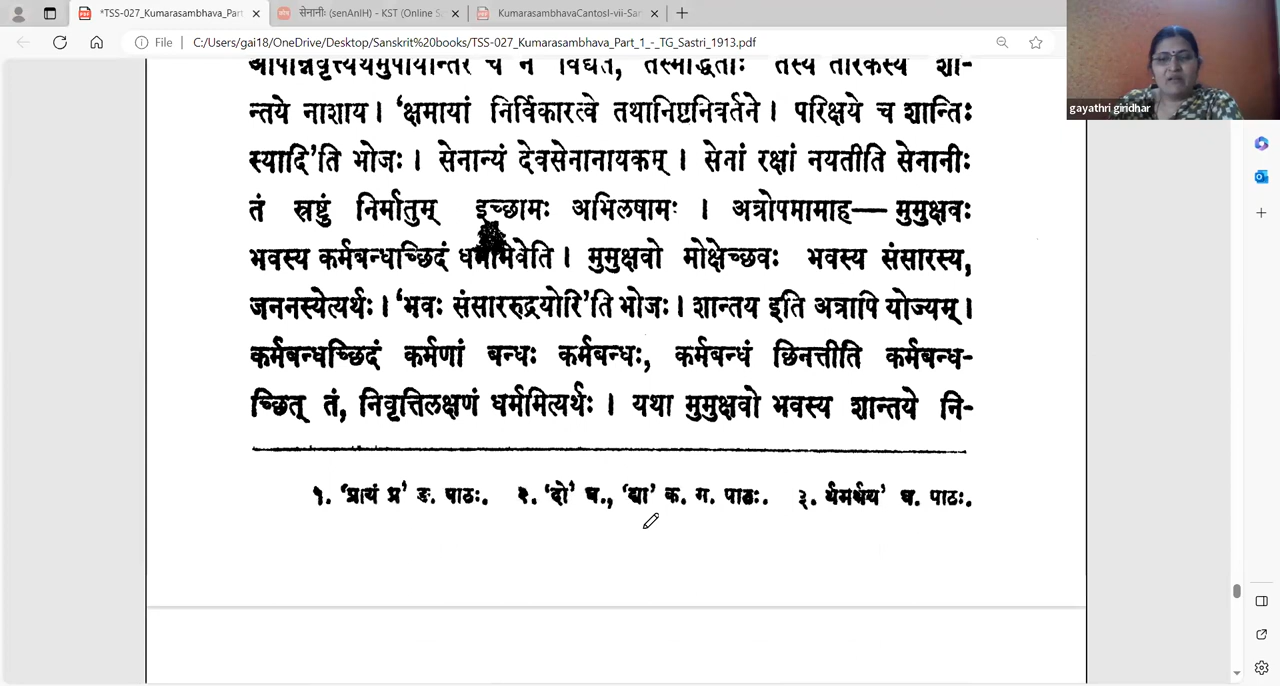 *TSS-027_Kumarasambhava_Part
सेनानीः (senAnIH) - KST (Online S
KumarasambhavaCantosI-vii-San
File
C:/Users/gai18/OneDrive/Desktop/Sanskrit%20books/TSS-027_Kumarasambhava_Part_1_-_TG_Sastri_1913.pdf
gayathri giridhar
च न विद्यते, तस्य तारकस्य शा-
न्तये नाशाय । ‘क्षमायां निर्विकारत्वे तथानिष्टनिवर्तने । परिक्षये च शान्तिः
स्यादि’ति भोजः । सेनान्यं देवसेनानायकम् । सेनां रक्षां नयतीति सेनानीः
तं स्रष्टुं निर्मातुम् इच्छामः अभिलषामः । अत्रोपमामाह— मुमुक्षवः
भवस्य कर्मबन्धच्छिदं धर्ममिवेति । मुमुक्षवो मोक्षेच्छवः भवस्य संसारस्य,
जननस्येत्यर्थः । ‘भवः संसाररुद्रयोरि’ति भोजः । शान्तय इति अत्रापि योज्यम् ।
कर्मबन्धच्छिदं कर्मणां बन्धः कर्मबन्धः, कर्मबन्धं छिनत्तीति कर्मबन्ध-
च्छित् तं, निवृत्तिलक्षणं धर्ममित्यर्थः । यथा मुमुक्षवो भवस्य शान्तये नि-
१. ‘प्रायं प्र’ ङ. पाठः. २. ‘दो’ घ., ‘द्या’ क. ग. पाठः. ३. पाठः.